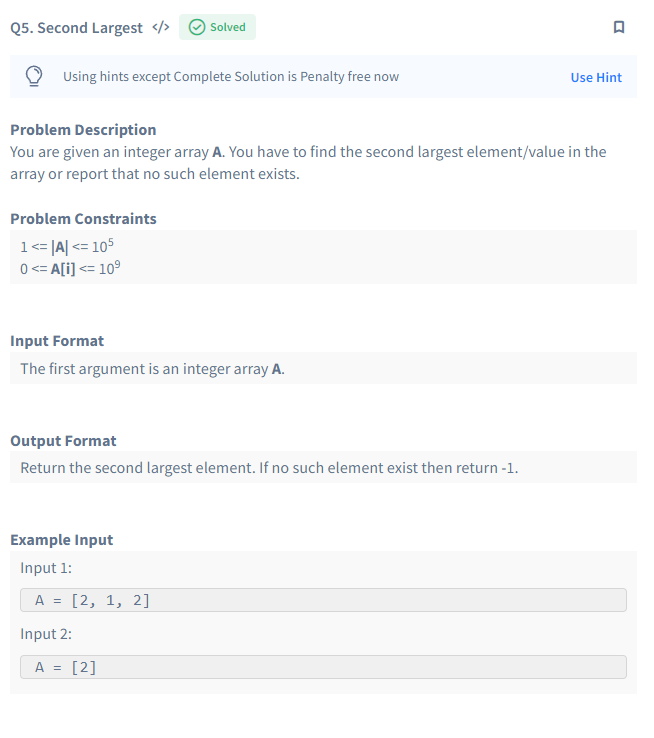 Q5. Second Largest </> Solved
Using hints except Complete Solution is Penalty free now Use Hint
Problem Description
You are given an integer array A. You have to find the second largest element/value in the
array or report that no such element exists.
Problem Constraints
1 <= |A| <= 10^5
0 <= A[i] <= 10^9
Input Format
The first argument is an integer array A.
Output Format
Return the second largest element. If no such element exist then return -1.
Example Input
Input 1:
A = [2, 1, 2]
Input 2:
A = [2]